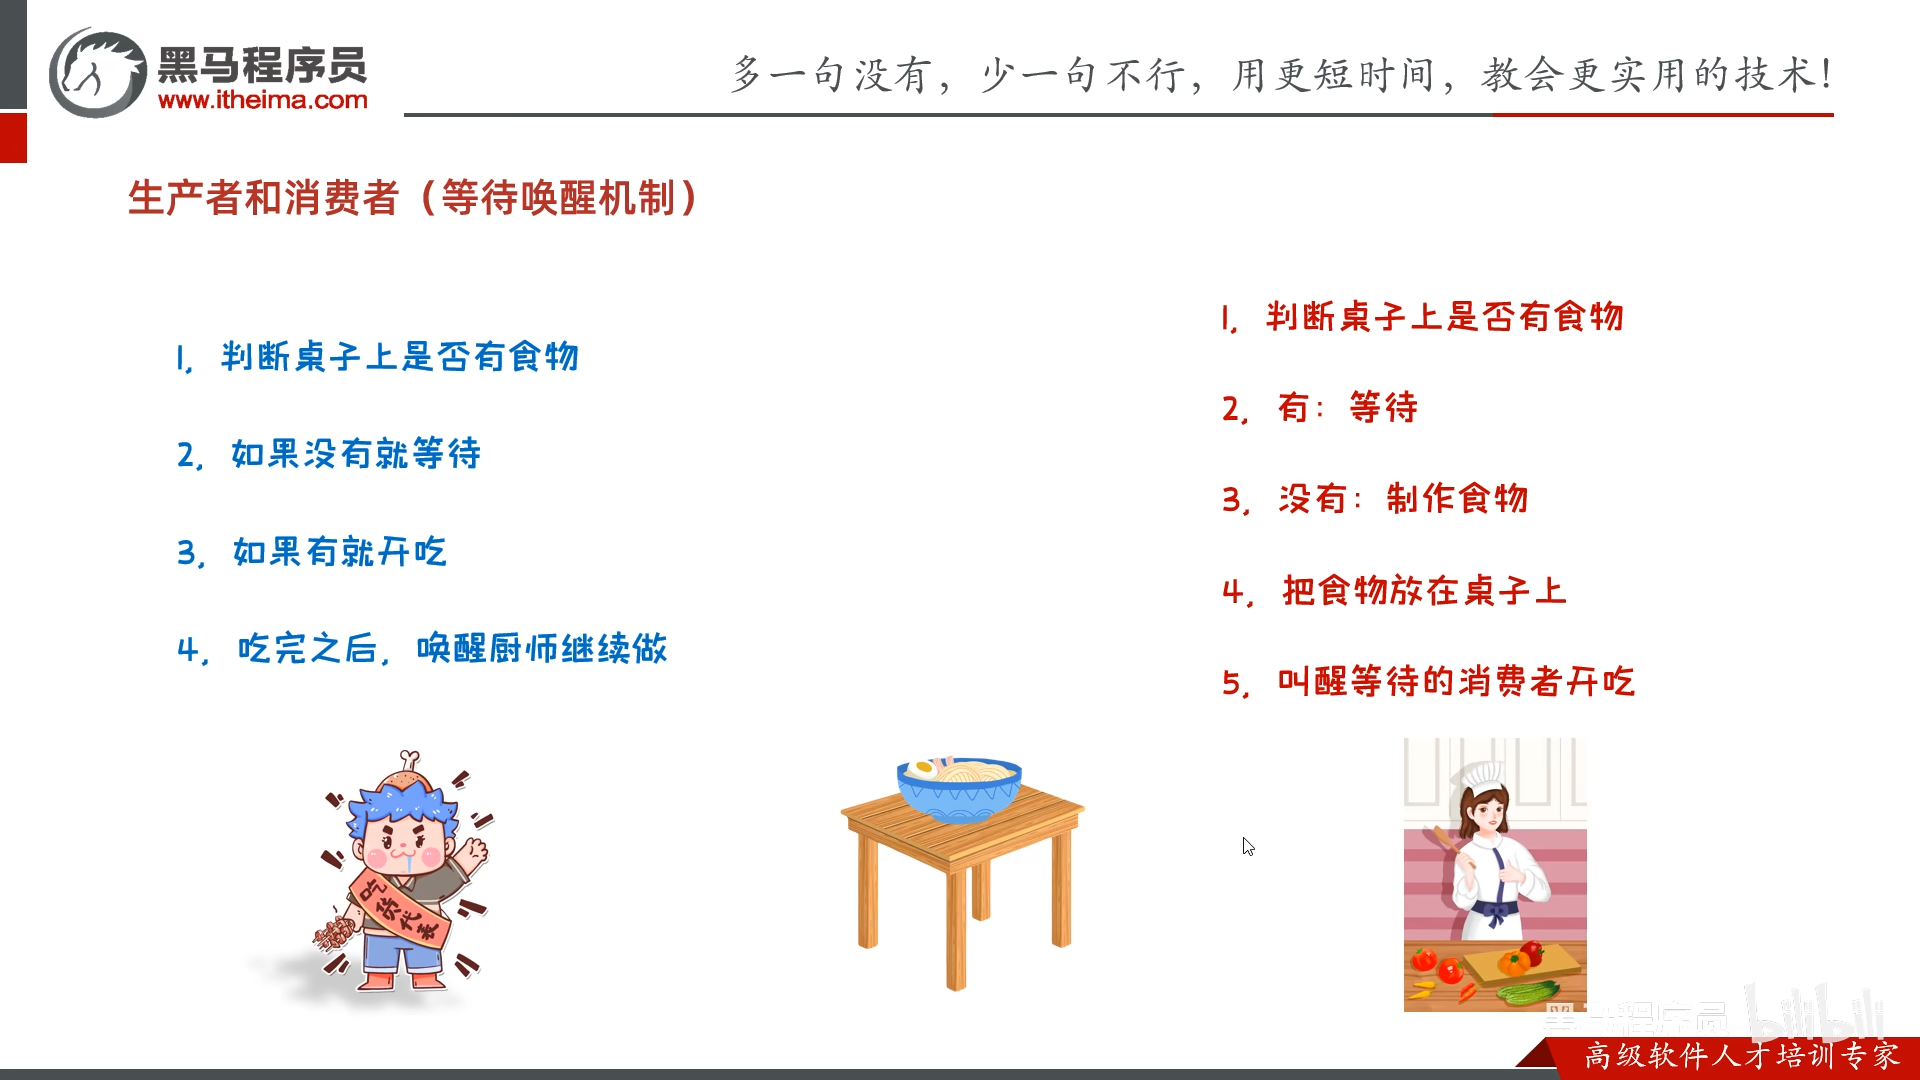 黑马程序员
www.itheima.com
多一句没有，少一句不行，用更短时间，教会更实用的技术！
生产者和消费者（等待唤醒机制）
1，判断桌子上是否有食物
2，如果没有就等待
3，如果有就开吃
4，吃完之后，唤醒厨师继续做
1，判断桌子上是否有食物
2，有：等待
3，没有：制作食物
4，把食物放在桌子上
5，叫醒等待的消费者开吃
吃货代表
黑马程序员 bilibili
高级软件人才培训专家